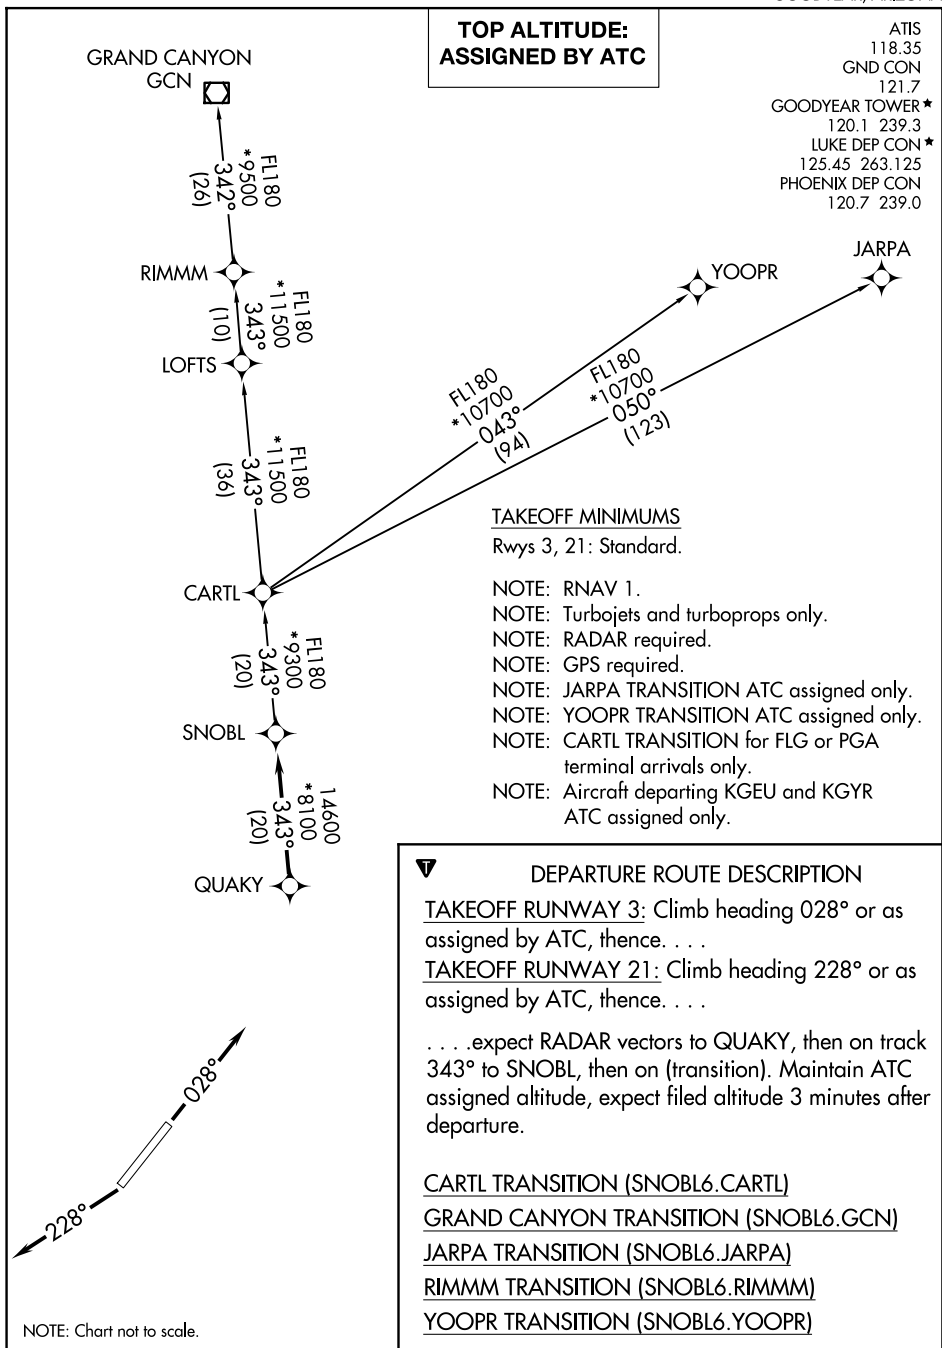 TOP ALTITUDE:
ASSIGNED BY ATC
ATIS
118.35
GND CON
121.7
GOODYEAR TOWER★
120.1 239.3
LUKE DEP CON★
125.45 263.125
PHOENIX DEP CON
120.7 239.0
GRAND CANYON
GCN
FL180
*9500
342°
(26)
RIMMM
FL180
*11500
343°
(10)
LOFTS
FL180
*11500
343°
(36)
CARTL
FL180
*9300
343°
(20)
SNOBL
14600
*8100
343°
(20)
QUAKY
YOOPR
JARPA
FL180
*10700
043°
(94)
FL180
*10700
050°
(123)
TAKEOFF MINIMUMS
Rwys 3, 21: Standard.
NOTE: RNAV 1.
NOTE: Turbojets and turboprops only.
NOTE: RADAR required.
NOTE: GPS required.
NOTE: JARPA TRANSITION ATC assigned only.
NOTE: YOOPR TRANSITION ATC assigned only.
NOTE: CARTL TRANSITION for FLG or PGA
terminal arrivals only.
NOTE: Aircraft departing KGEU and KGYR
ATC assigned only.
T
DEPARTURE ROUTE DESCRIPTION
TAKEOFF RUNWAY 3: Climb heading 028° or as
assigned by ATC, thence. . . .
TAKEOFF RUNWAY 21: Climb heading 228° or as
assigned by ATC, thence. . . .
. . . .expect RADAR vectors to QUAKY, then on track
343° to SNOBL, then on (transition). Maintain ATC
assigned altitude, expect filed altitude 3 minutes after
departure.
CARTL TRANSITION (SNOBL6.CARTL)
GRAND CANYON TRANSITION (SNOBL6.GCN)
JARPA TRANSITION (SNOBL6.JARPA)
RIMMM TRANSITION (SNOBL6.RIMMM)
YOOPR TRANSITION (SNOBL6.YOOPR)
028°
228°
NOTE: Chart not to scale.